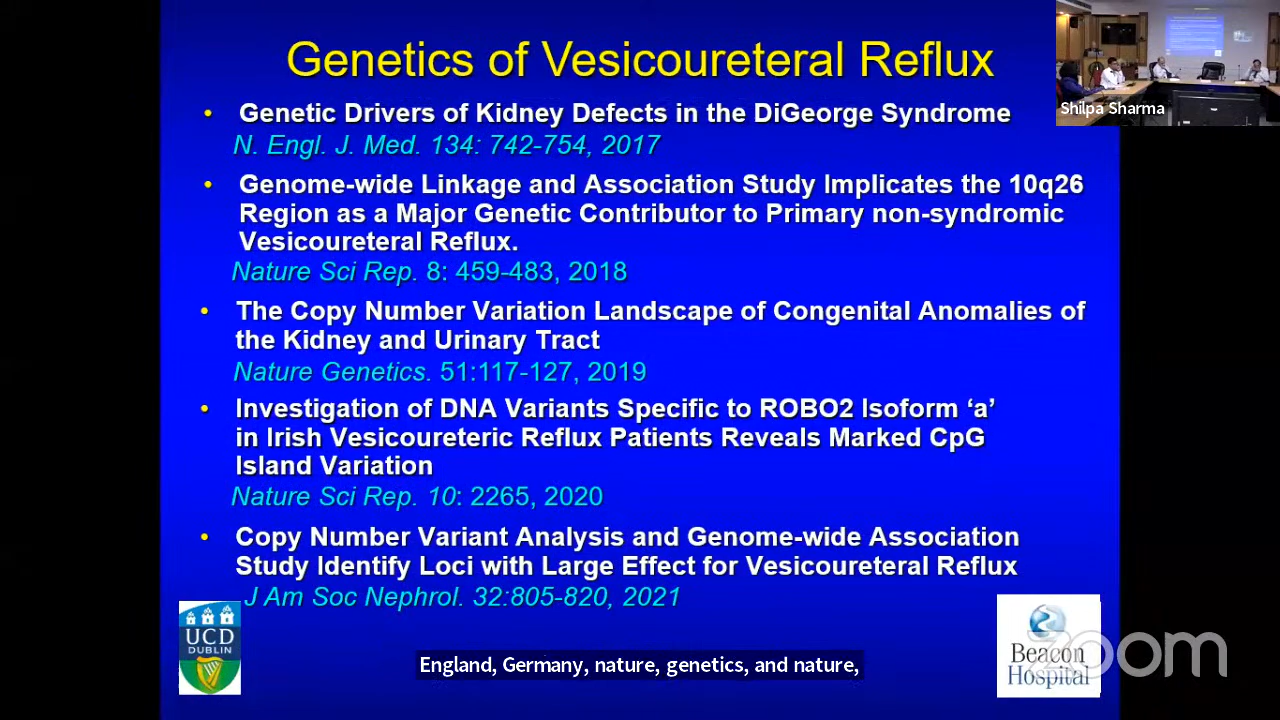 Genetics of Vesicoureteral Reflux
Shilpa Sharma
• Genetic Drivers of Kidney Defects in the DiGeorge Syndrome
N. Engl. J. Med. 134: 742-754, 2017
• Genome-wide Linkage and Association Study Implicates the 10q26
Region as a Major Genetic Contributor to Primary non-syndromic
Vesicoureteral Reflux.
Nature Sci Rep. 8: 459-483, 2018
• The Copy Number Variation Landscape of Congenital Anomalies of
the Kidney and Urinary Tract
Nature Genetics. 51:117-127, 2019
• Investigation of DNA Variants Specific to ROBO2 Isoform ‘a’
in Irish Vesicoureteric Reflux Patients Reveals Marked CpG
Island Variation
Nature Sci Rep. 10: 2265, 2020
• Copy Number Variant Analysis and Genome-wide Association
Study Identify Loci with Large Effect for Vesicoureteral Reflux
J Am Soc Nephrol. 32:805-820, 2021
UCD
DUBLIN
England, Germany, nature, genetics, and nature,
Beacon
Hospital
zoom